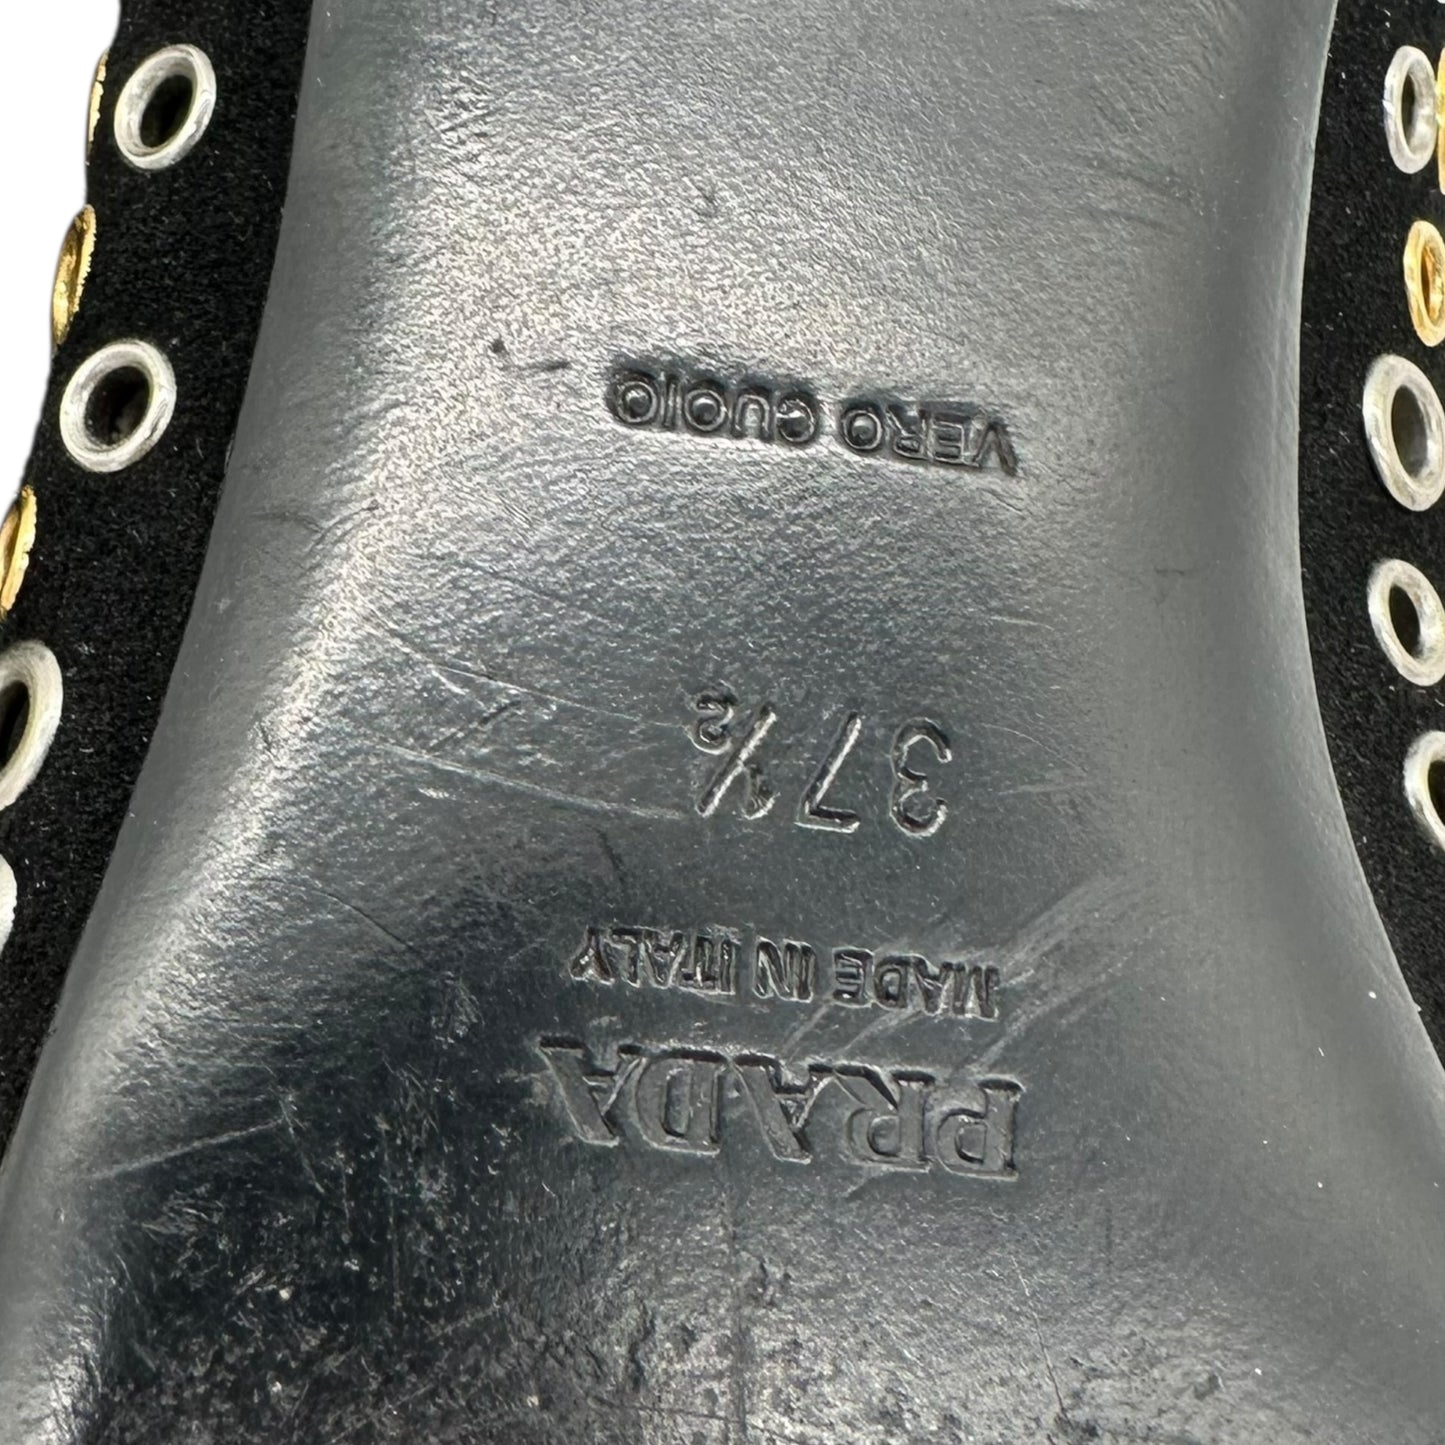 PRADA
MADE IN ITALY
37½
VERO CUOIO